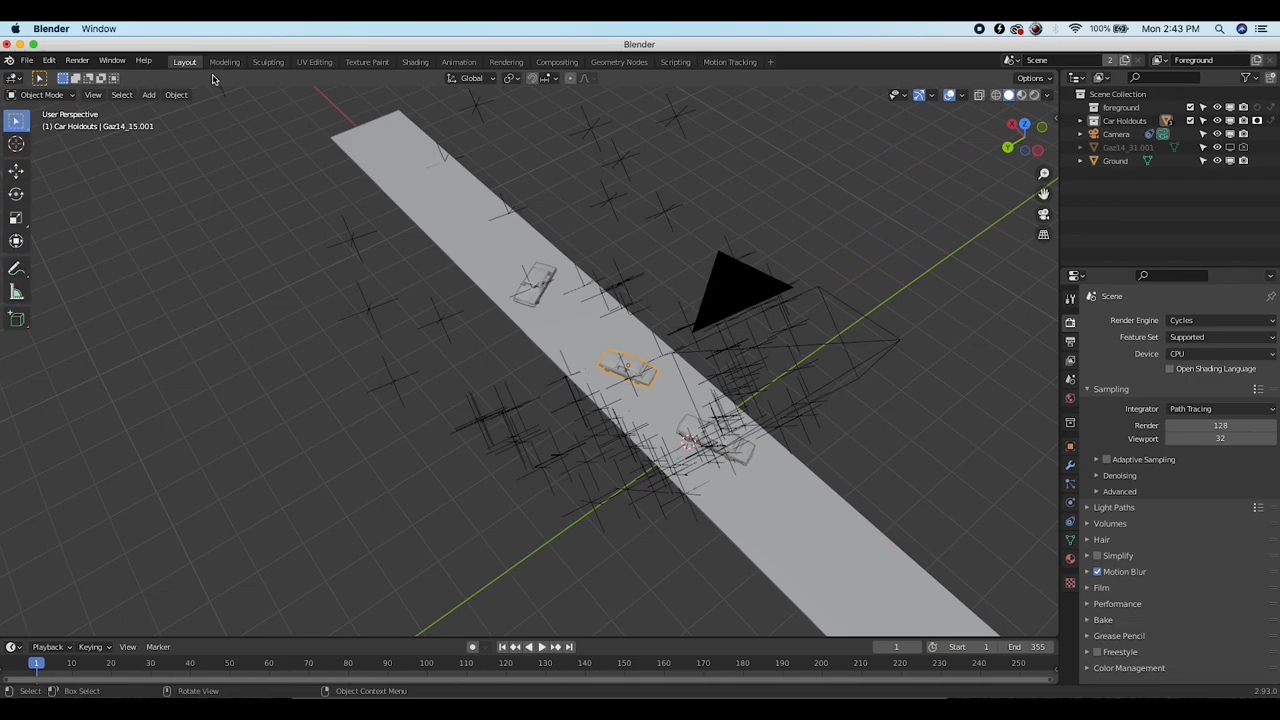 Blender Window 100% Mon 2:43 PM
Blender
File Edit Render Window Help Layout Modeling Sculpting UV Editing Texture Paint Shading Animation Rendering Compositing Geometry Nodes Scripting Motion Tracking + Scene 2 Foreground
Global Options
Object Mode View Select Add Object
User Perspective
(1) Car Holdouts | Gaz14_15.001
X Z Y
Scene Collection
foreground
Car Holdouts
Camera
Gaz14_31.001
Ground
Scene
Render Engine Cycles
Feature Set Supported
Device CPU
Open Shading Language
Sampling
Integrator Path Tracing
Render 128
Viewport 32
Adaptive Sampling
Denoising
Advanced
Light Paths
Volumes
Hair
Simplify
Motion Blur
Film
Performance
Bake
Grease Pencil
Freestyle
Color Management
Playback Keying View Marker 1 Start 1 End 355
1 10 20 30 40 50 60 70 80 90 100 110 120 130 140 150 160 170 180 190 200 210 220 230 240 250
Select Box Select Rotate View Object Context Menu 2.93.0